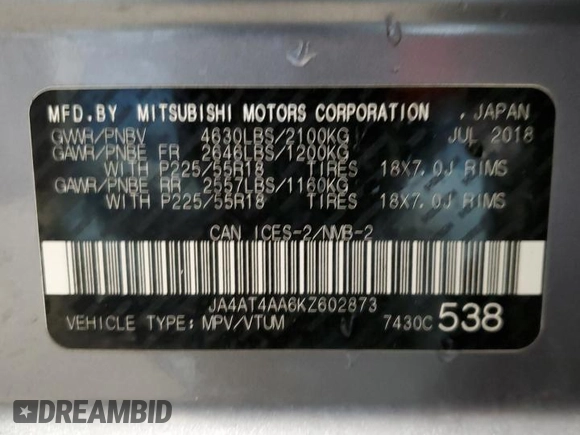 MFD.BY MITSUBISHI MOTORS CORPORATION , JAPAN
GVWR/PNBV 4630LBS/2100KG JUL 2018
GAWR/PNBE FR 2646LBS/1200KG
WITH P225/55R18 TIRES 18X7.0J RIMS
GAWR/PNBE RR 2557LBS/1160KG
WITH P225/55R18 TIRES 18X7.0J RIMS
CAN ICES-2/NMB-2
JA4AT4AA6KZ602873
VEHICLE TYPE: MPV/VTUM 7430C 538
DREAMBID